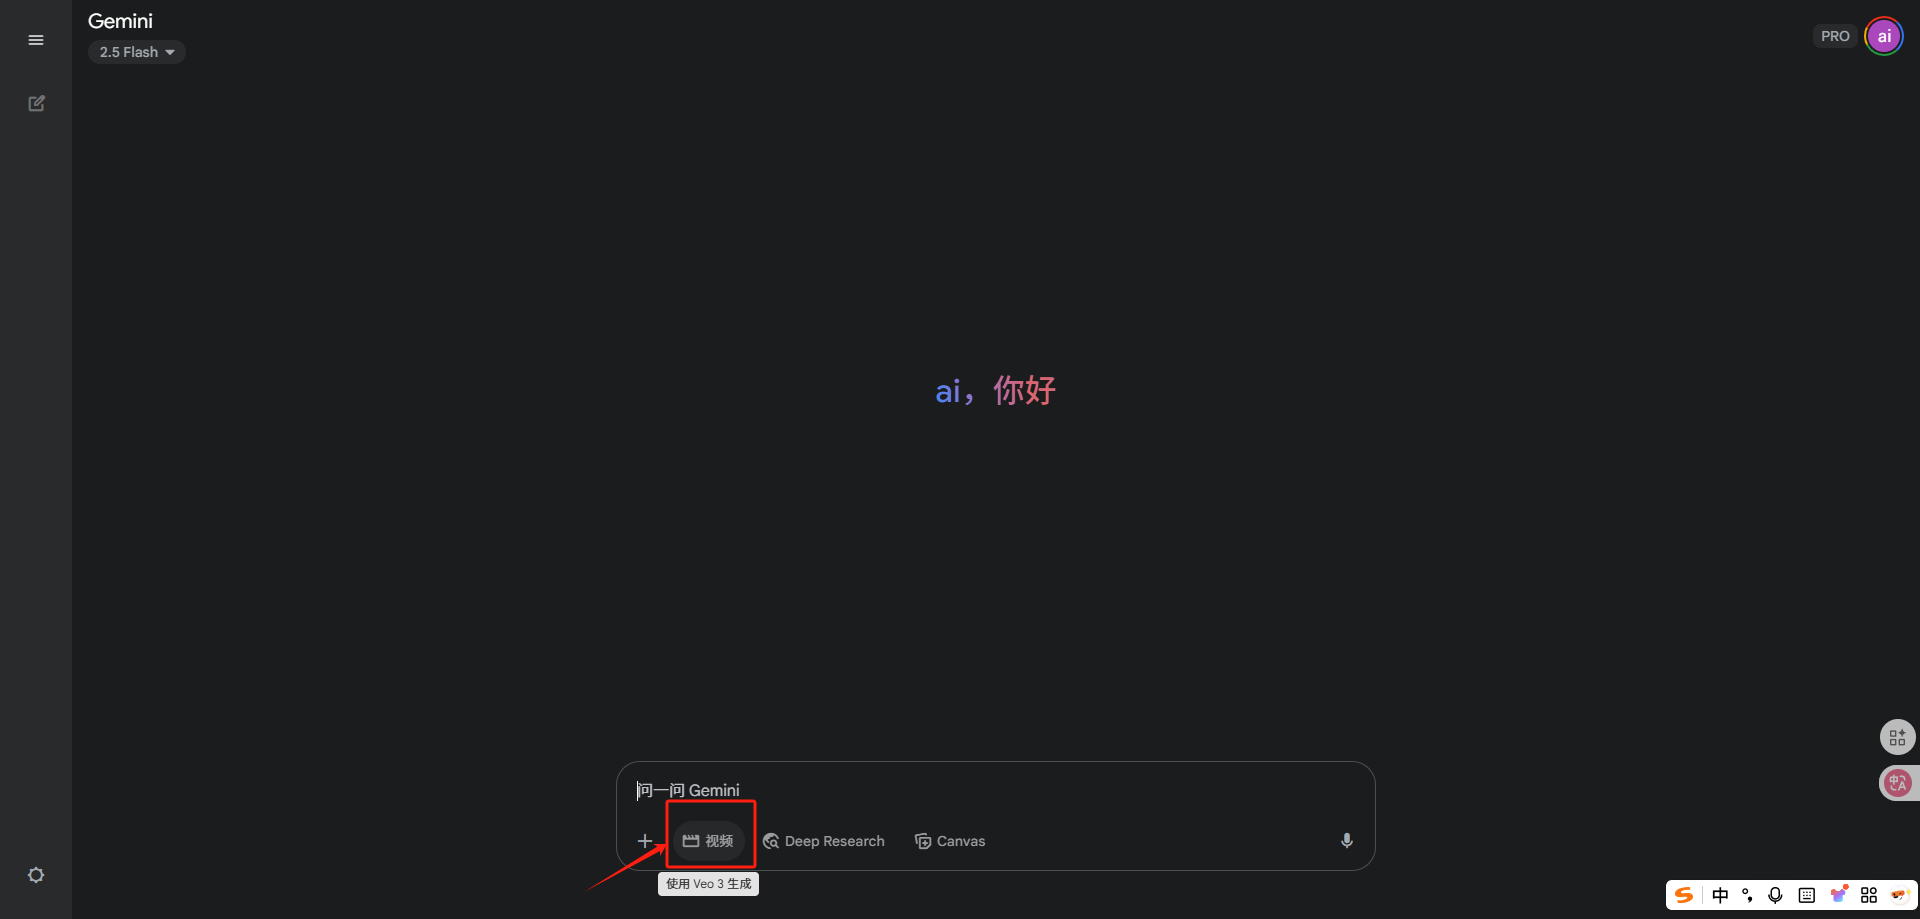 Gemini
2.5 Flash
PRO
ai
ai，你好
问一问 Gemini
视频
Deep Research
Canvas
使用 Veo 3 生成
中